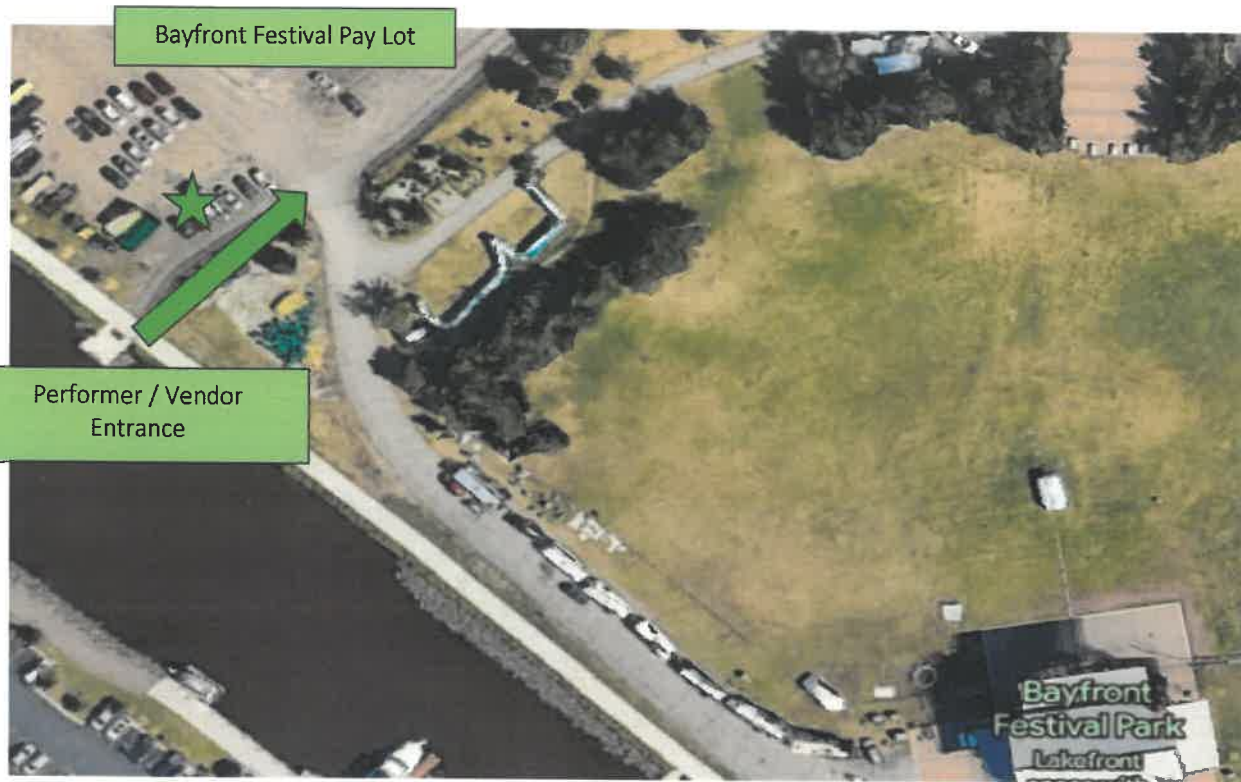 Bayfront Festival Pay Lot
Performer / Vendor
Entrance
Bayfront
Festival Park
Lakefront